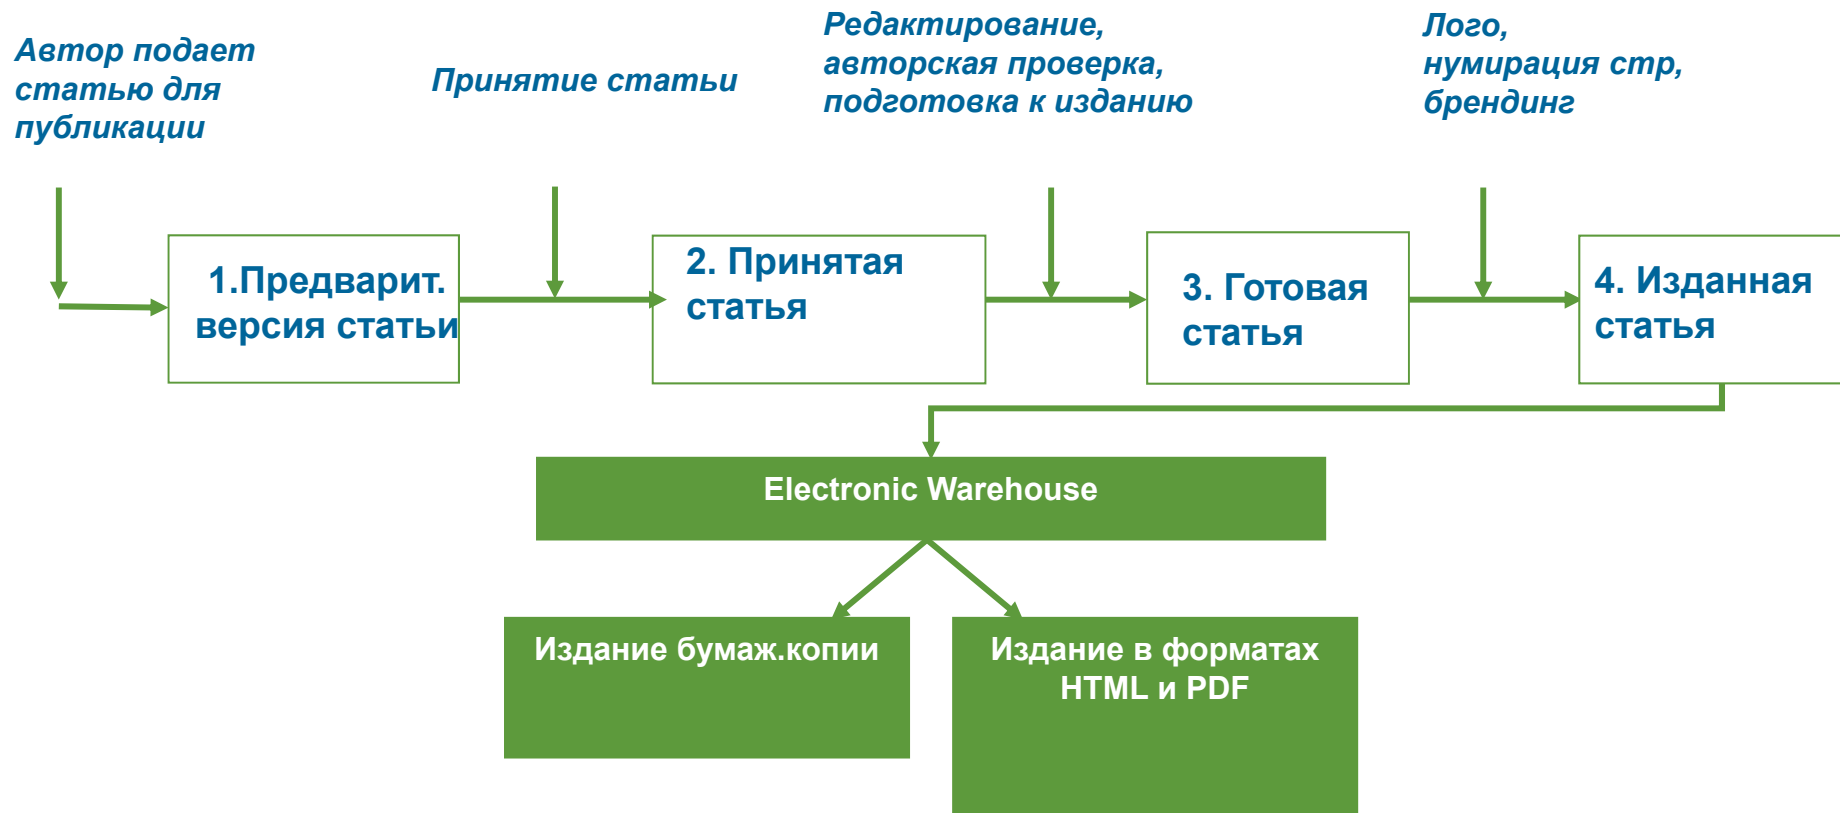 Автор подает
статью для
публикации
Принятие статьи
Редактирование,
авторская проверка,
подготовка к изданию
Лого,
нумирация стр,
брендинг
1.Предварит.
версия статьи
2. Принятая
статья
3. Готовая
статья
4. Изданная
статья
Electronic Warehouse
Издание бумаж.копии
Издание в форматах
HTML и PDF